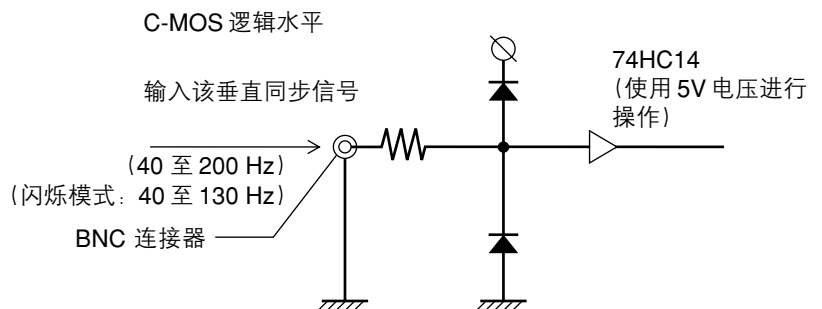 C-MOS 逻辑水平
74HC14
(使用 5V 电压进行
操作)
输入该垂直同步信号
(40 至 200 Hz)
(闪烁模式：40 至 130 Hz)
BNC 连接器